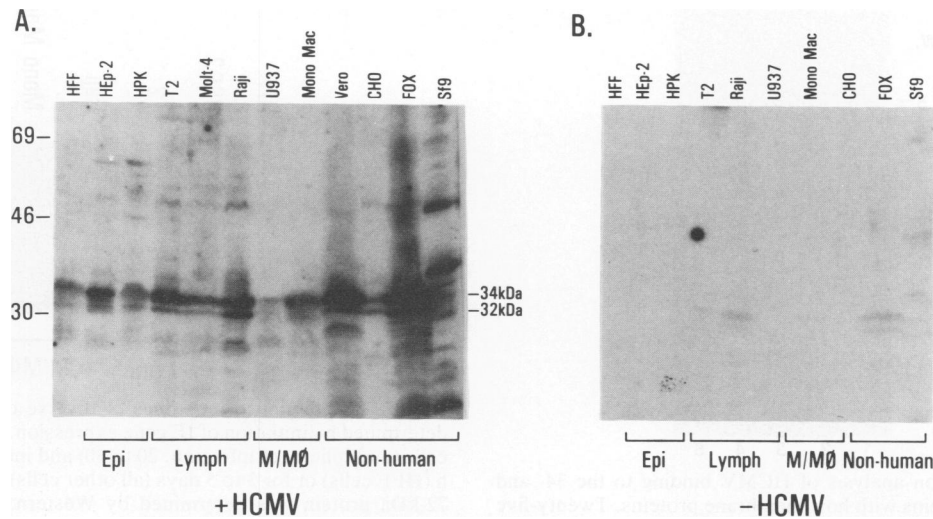 A.
HFF
HEp-2
HPK
T2
Molt-4
Raji
U937
Mono Mac
Vero
CHO
FOX
Sf9
69–
46–
30–
–34kDa
–32kDa
Epi
Lymph
M/MØ
Non-human
+HCMV
B.
HFF
HEp-2
HPK
T2
Raji
U937
Mono Mac
CHO
FOX
Sf9
Epi
Lymph
M/MØ
Non-human
–HCMV